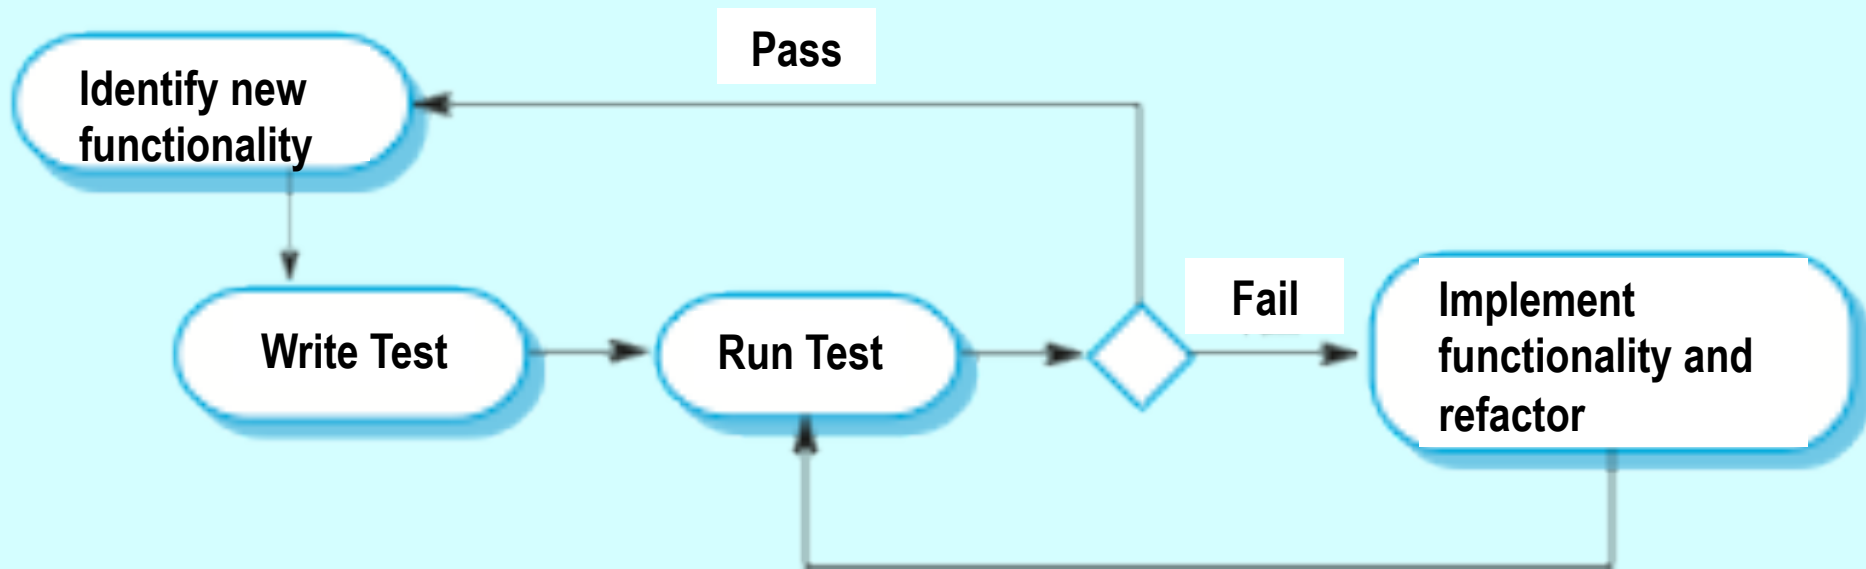 Pass
Identify new
functionality
Write Test
Run Test
Fail
Implement
functionality and
refactor